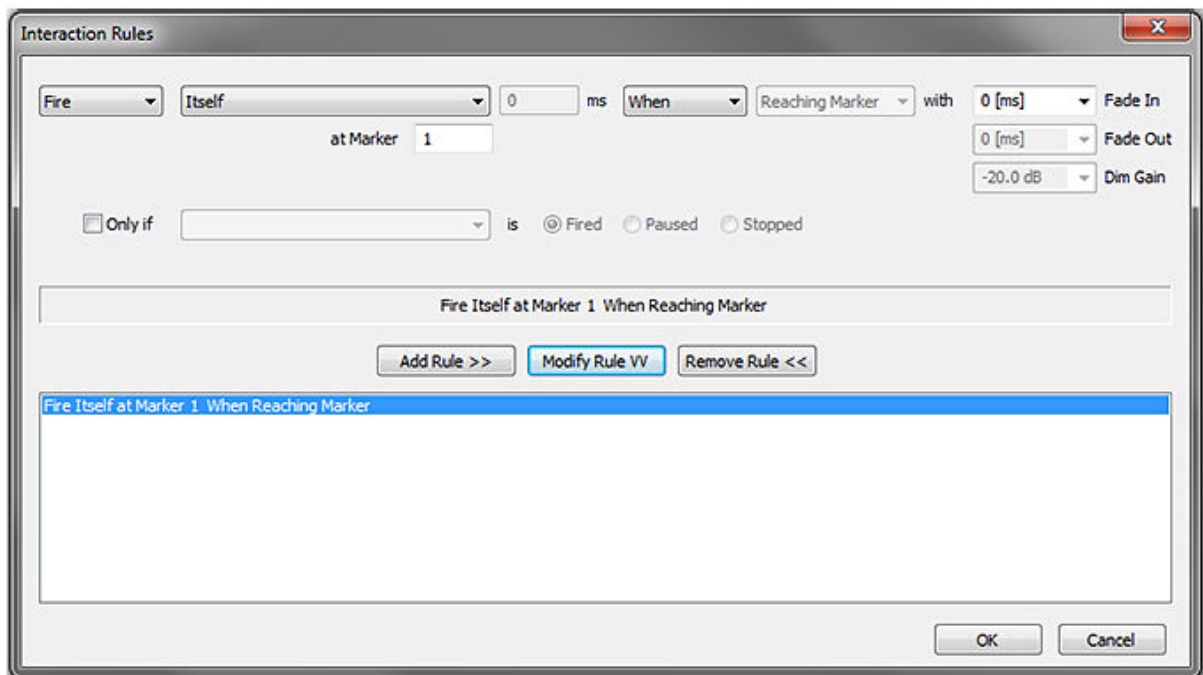 Interaction Rules
Fire Itself 0 ms When Reaching Marker with 0 [ms] Fade In
at Marker 1 0 [ms] Fade Out
-20.0 dB Dim Gain
Only if is Fired Paused Stopped
Fire Itself at Marker 1 When Reaching Marker
Add Rule >> Modify Rule VV Remove Rule <<
Fire Itself at Marker 1 When Reaching Marker
OK Cancel